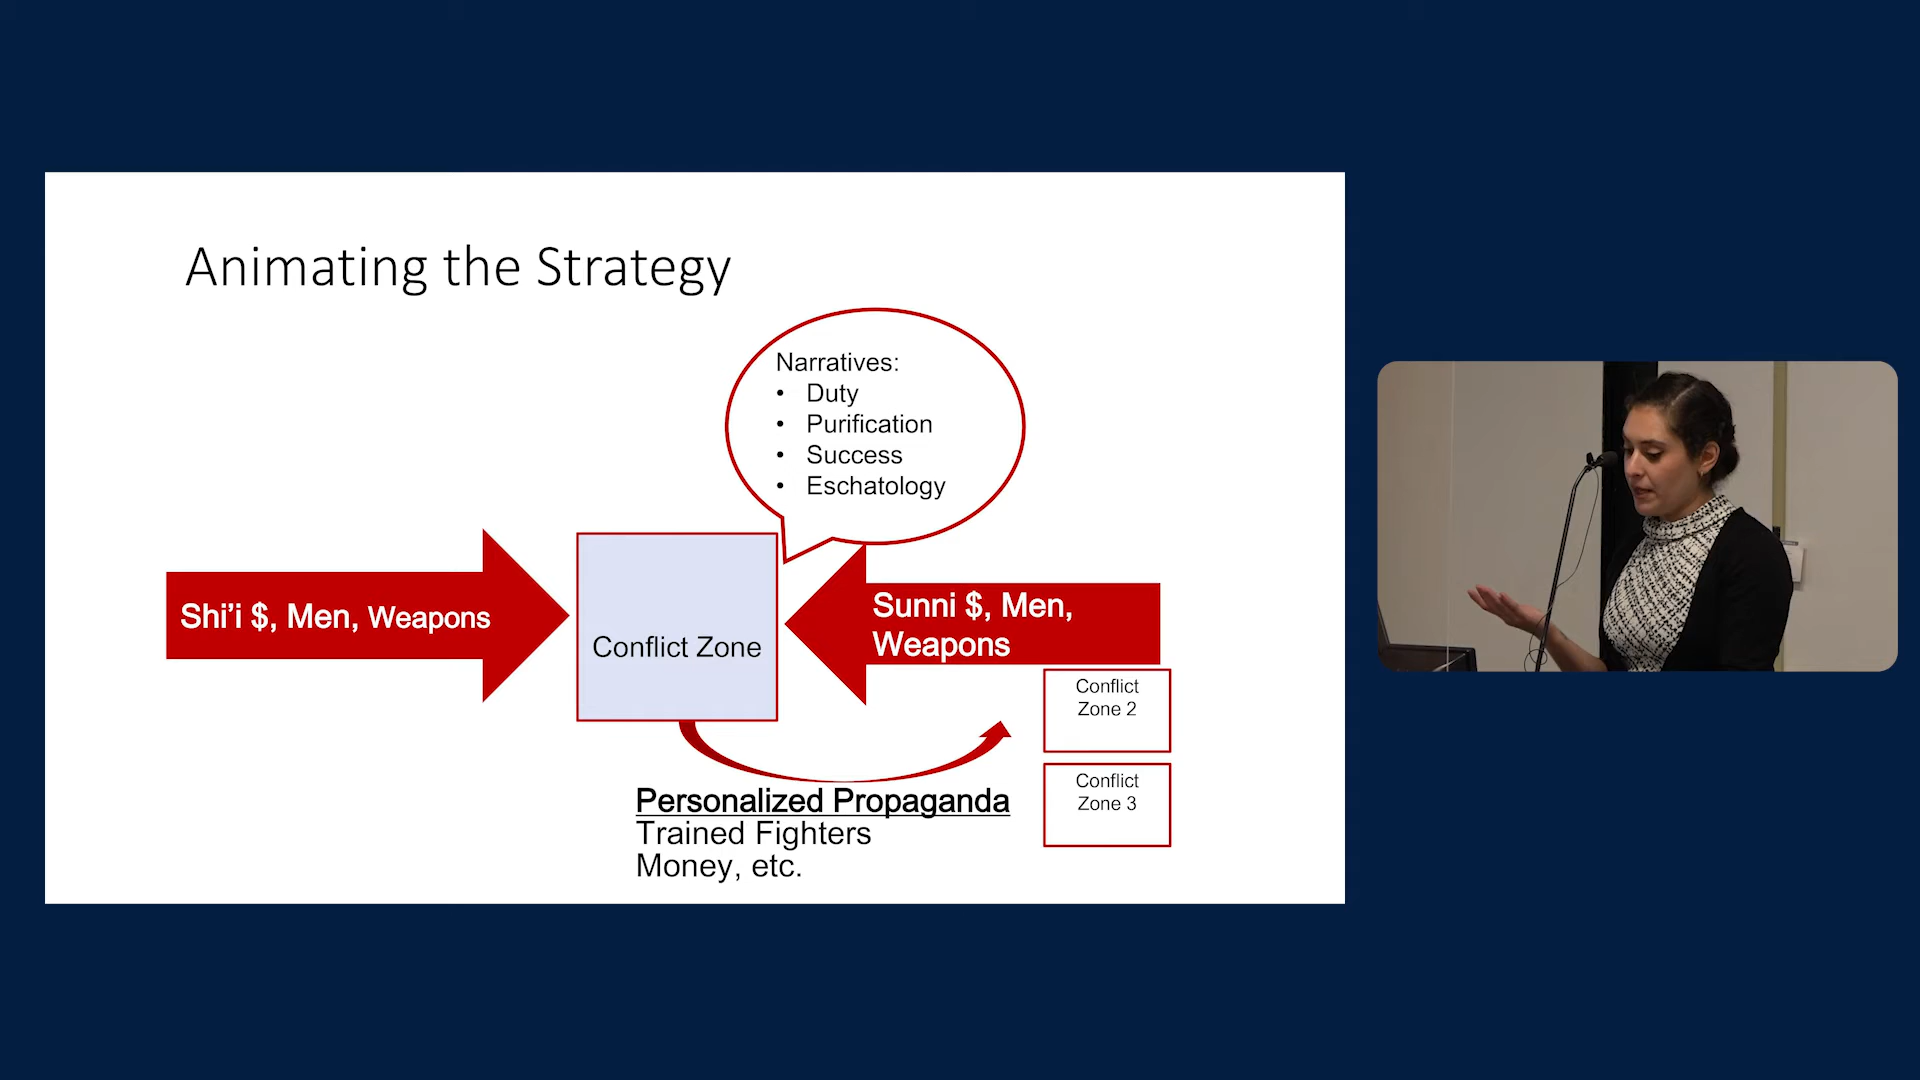 Animating the Strategy
Narratives:
• Duty
• Purification
• Success
• Eschatology
Shi’i $, Men, Weapons
Conflict Zone
Sunni $, Men,
Weapons
Conflict
Zone 2
Conflict
Zone 3
Personalized Propaganda
Trained Fighters
Money, etc.